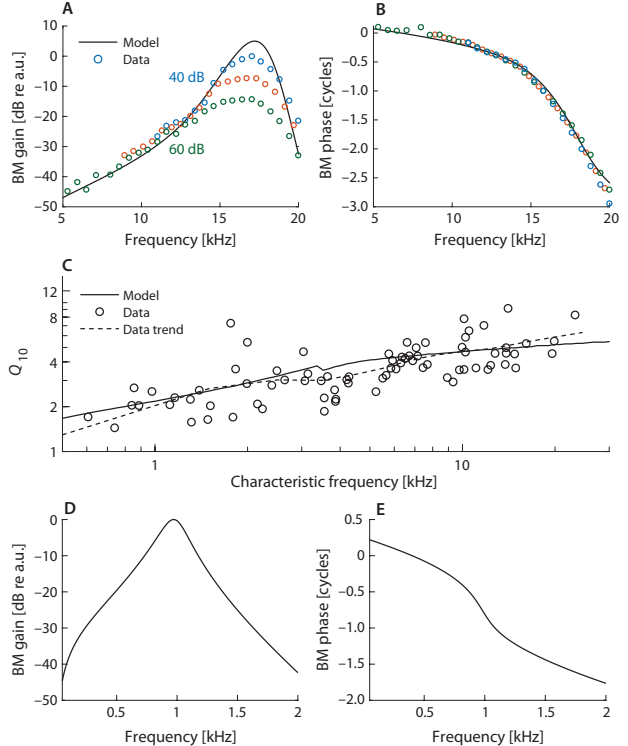 A
BM gain [dB re a.u.]
10
0
−10
−20
−30
−40
−50
Model
Data
40 dB
60 dB
5
10
15
20
Frequency [kHz]
B
BM phase [cycles]
0
−0.5
−1.0
−1.5
−2.0
−2.5
−3.0
5
10
15
20
Frequency [kHz]
C
Q10
12
8
4
2
1
Model
Data
Data trend
1
10
Characteristic frequency [kHz]
D
BM gain [dB re a.u.]
0
−10
−20
−30
−40
−50
0.5
1
1.5
2
Frequency [kHz]
E
BM phase [cycles]
0.5
0
−0.5
−1.0
−1.5
−2.0
0.5
1
1.5
2
Frequency [kHz]